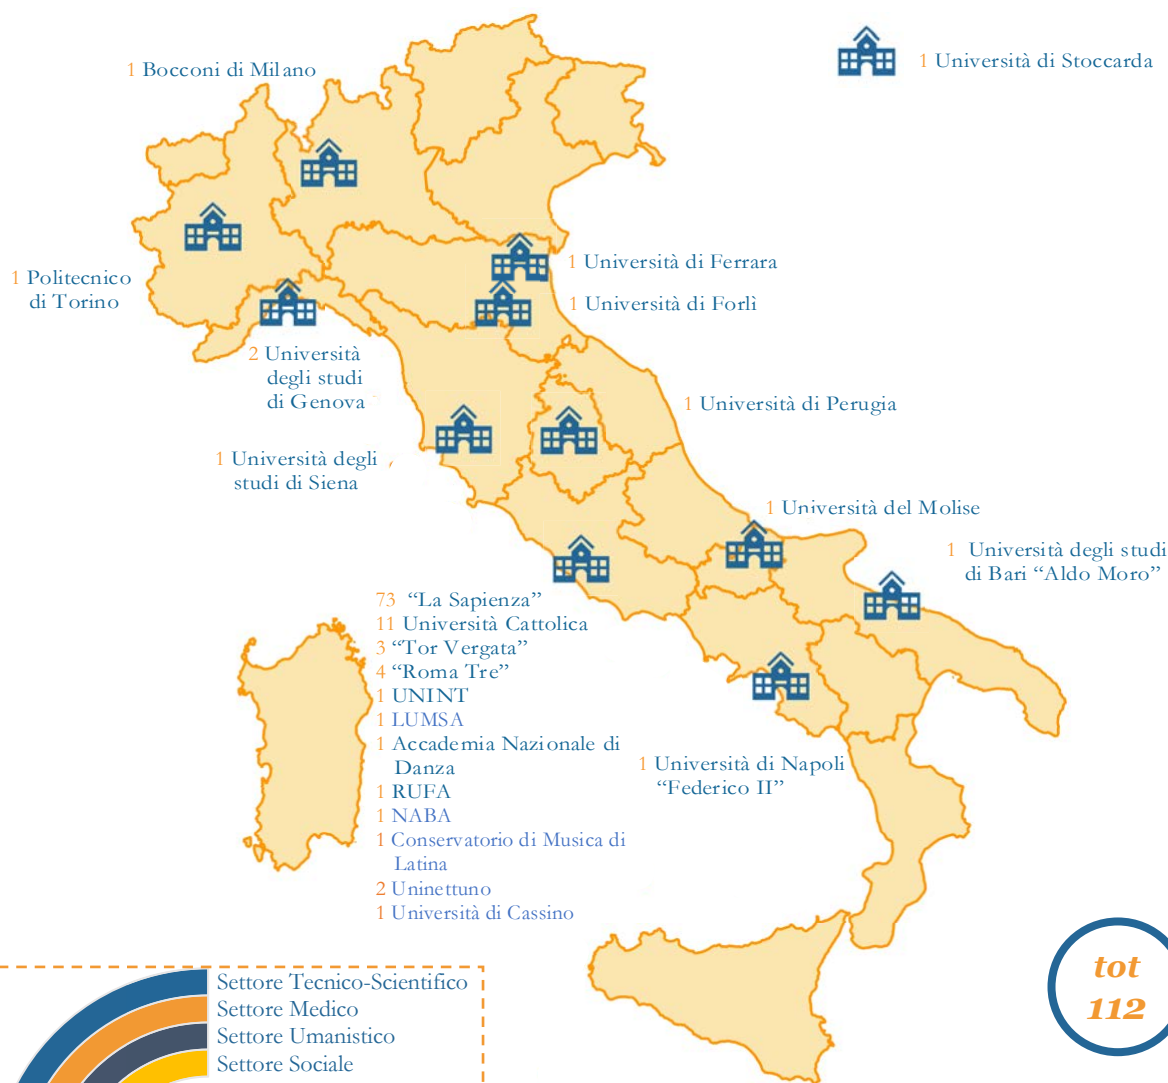 1 Bocconi di Milano
1 Università di Stoccarda
1 Politecnico
di Torino
1 Università di Ferrara
1 Università di Forlì
2 Università
degli studi
di Genova
1 Università di Perugia
1 Università degli
studi di Siena
1 Università del Molise
1 Università degli studi
di Bari “Aldo Moro”
73 “La Sapienza”
11 Università Cattolica
3 “Tor Vergata”
4 “Roma Tre”
1 UNINT
1 LUMSA
1 Accademia Nazionale di
Danza
1 RUFA
1 NABA
1 Conservatorio di Musica di
Latina
2 Uninettuno
1 Università di Cassino
1 Università di Napoli
“Federico II”
Settore Tecnico-Scientifico
Settore Medico
Settore Umanistico
Settore Sociale
tot
112